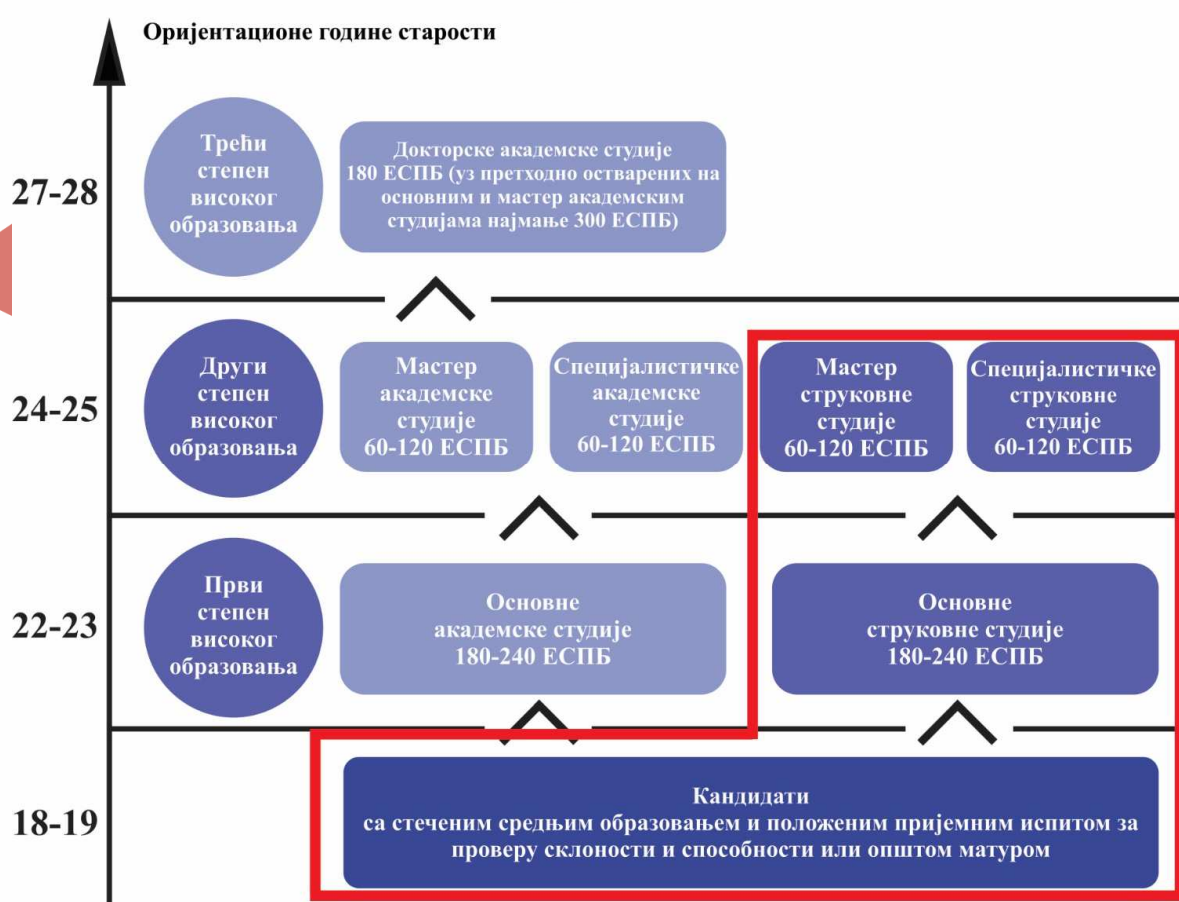 Оријентационе године старости
27-28
Трећи
степен
високог
образовања
Докторске академске студије
180 ЕСПБ (уз претходно остварених на
основним и мастер академским
студијама најмање 300 ЕСПБ)
24-25
Други
степен
високог
образовања
Мастер
академске
студије
60-120 ЕСПБ
Специјалистичке
академске
студије
60-120 ЕСПБ
Мастер
струковне
студије
60-120 ЕСПБ
Специјалистичке
струковне
студије
60-120 ЕСПБ
22-23
Први
степен
високог
образовања
Основне
академске студије
180-240 ЕСПБ
Основне
струковне студије
180-240 ЕСПБ
18-19
Кандидати
са стеченим средњим образовањем и положеним пријемним испитом за
проверу склоности и способности или општом матуром